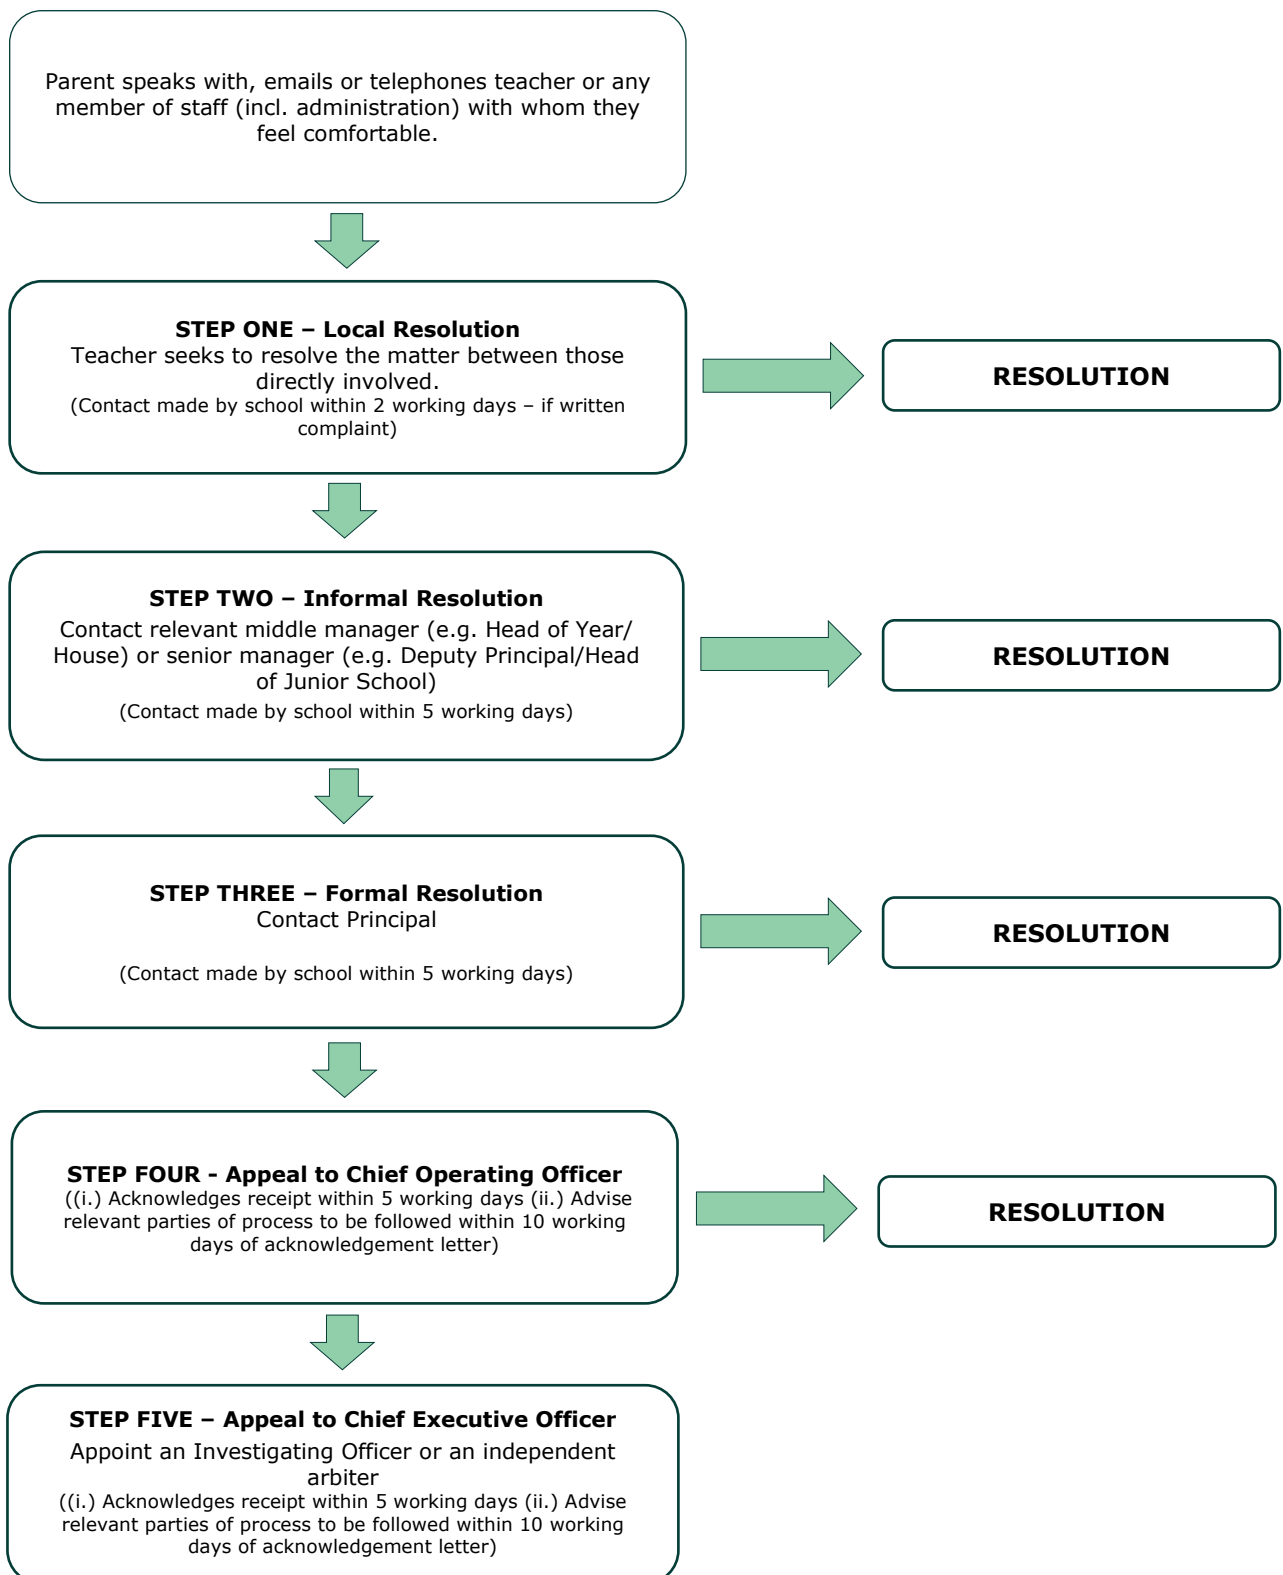 Parent speaks with, emails or telephones teacher or any
member of staff (incl. administration) with whom they
feel comfortable.
STEP ONE – Local Resolution
Teacher seeks to resolve the matter between those
directly involved.
(Contact made by school within 2 working days – if written
complaint)
RESOLUTION
STEP TWO – Informal Resolution
Contact relevant middle manager (e.g. Head of Year/
House) or senior manager (e.g. Deputy Principal/Head
of Junior School)
(Contact made by school within 5 working days)
RESOLUTION
STEP THREE – Formal Resolution
Contact Principal
(Contact made by school within 5 working days)
RESOLUTION
STEP FOUR - Appeal to Chief Operating Officer
((i.) Acknowledges receipt within 5 working days (ii.) Advise
relevant parties of process to be followed within 10 working
days of acknowledgement letter)
RESOLUTION
STEP FIVE – Appeal to Chief Executive Officer
Appoint an Investigating Officer or an independent
arbiter
((i.) Acknowledges receipt within 5 working days (ii.) Advise
relevant parties of process to be followed within 10 working
days of acknowledgement letter)